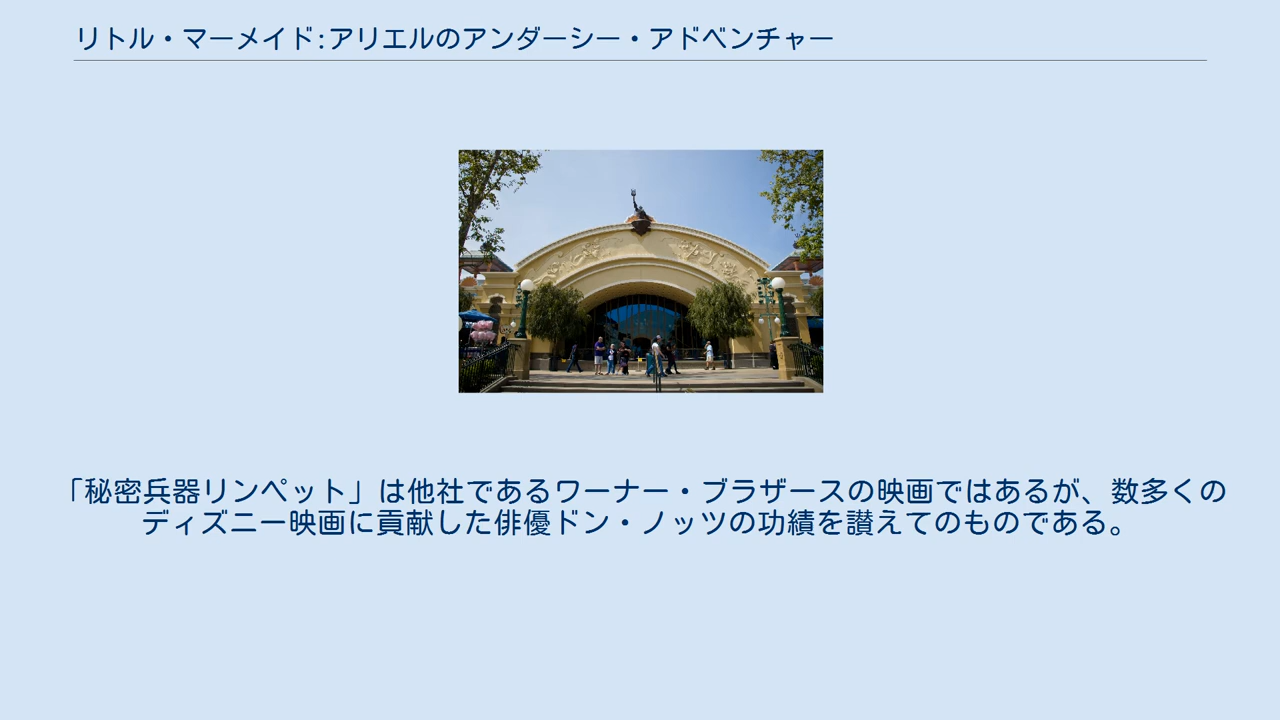 リトル・マーメイド:アリエルのアンダーシー・アドベンチャー
「秘密兵器リンペット」は他社であるワーナー・ブラザースの映画ではあるが、数多くの
ディズニー映画に貢献した俳優ドン・ノッツの功績を讃えてのものである。